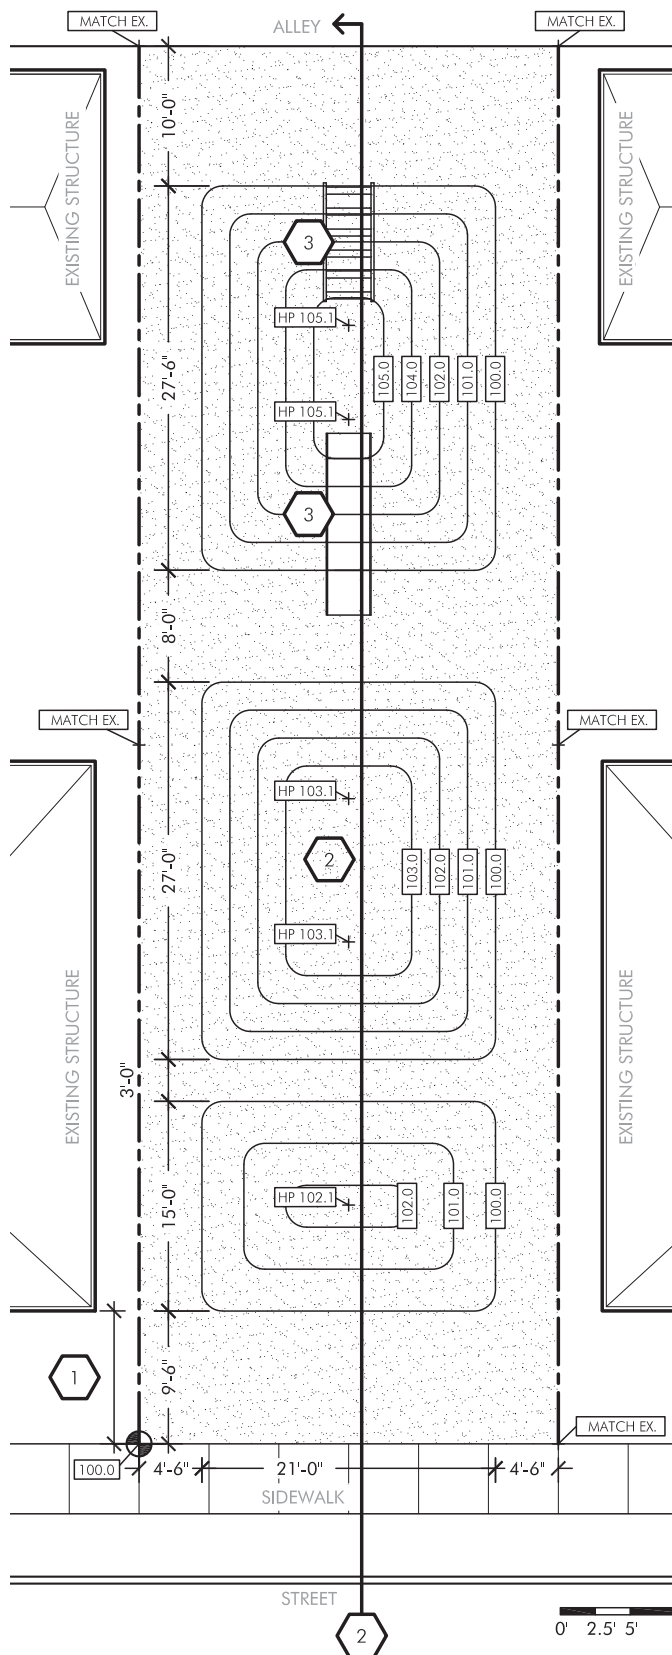 MATCH EX.
ALLEY
MATCH EX.
10'-0"
EXISTING STRUCTURE
EXISTING STRUCTURE
3
HP 105.1
27'-6"
105.0
104.0
102.0
101.0
100.0
HP 105.1
3
8'-0"
MATCH EX.
MATCH EX.
HP 103.1
27'-0"
2
103.0
102.0
101.0
100.0
HP 103.1
EXISTING STRUCTURE
EXISTING STRUCTURE
3'-0"
15'-0"
HP 102.1
102.0
101.0
100.0
1
9'-6"
MATCH EX.
100.0
4'-6"
21'-0"
4'-6"
SIDEWALK
STREET
2
0' 2.5' 5'